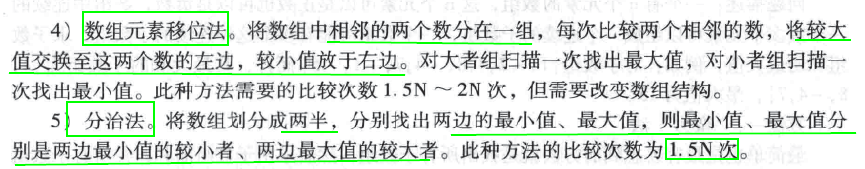 4）数组元素移位法。将数组中相邻的两个数分在一组，每次比较两个相邻的数，将较大
值交换至这两个数的左边，较小值放于右边。对大者组扫描一次找出最大值，对小者组扫描一
次找出最小值。此种方法需要的比较次数 1.5N～2N 次，但需要改变数组结构。
5）分治法。将数组划分成两半，分别找出两边的最小值、最大值，则最小值、最大值分
别是两边最小值的较小者、两边最大值的较大者。此种方法的比较次数为 1.5N 次。